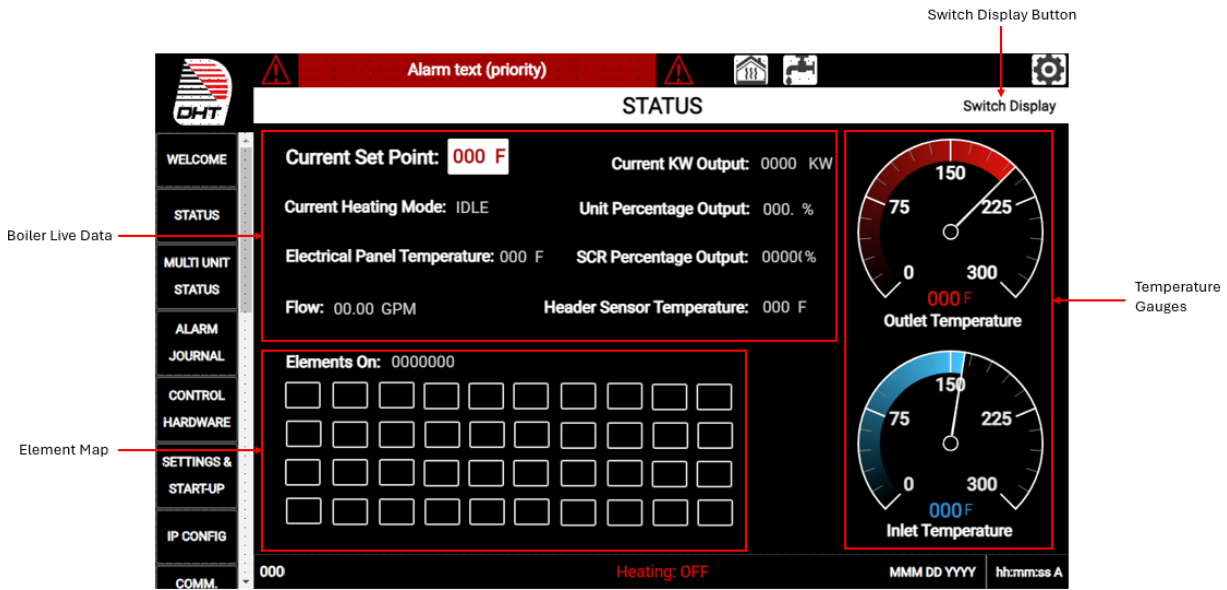 Switch Display Button
Alarm text (priority)
DHT
STATUS
Switch Display
WELCOME
STATUS
MULTI UNIT
STATUS
ALARM
JOURNAL
CONTROL
HARDWARE
SETTINGS &
START-UP
IP CONFIG
COMM.
Boiler Live Data
Current Set Point: 000 F
Current KW Output: 0000 KW
Current Heating Mode: IDLE
Unit Percentage Output: 000. %
Electrical Panel Temperature: 000 F
SCR Percentage Output: 0000( %
Flow: 00.00 GPM
Header Sensor Temperature: 000 F
Element Map
Elements On: 0000000
150
75 225
0 300
000 F
Outlet Temperature
Temperature
Gauges
150
75 225
0 300
000 F
Inlet Temperature
000
Heating: OFF
MMM DD YYYY
hh:mm:ss A